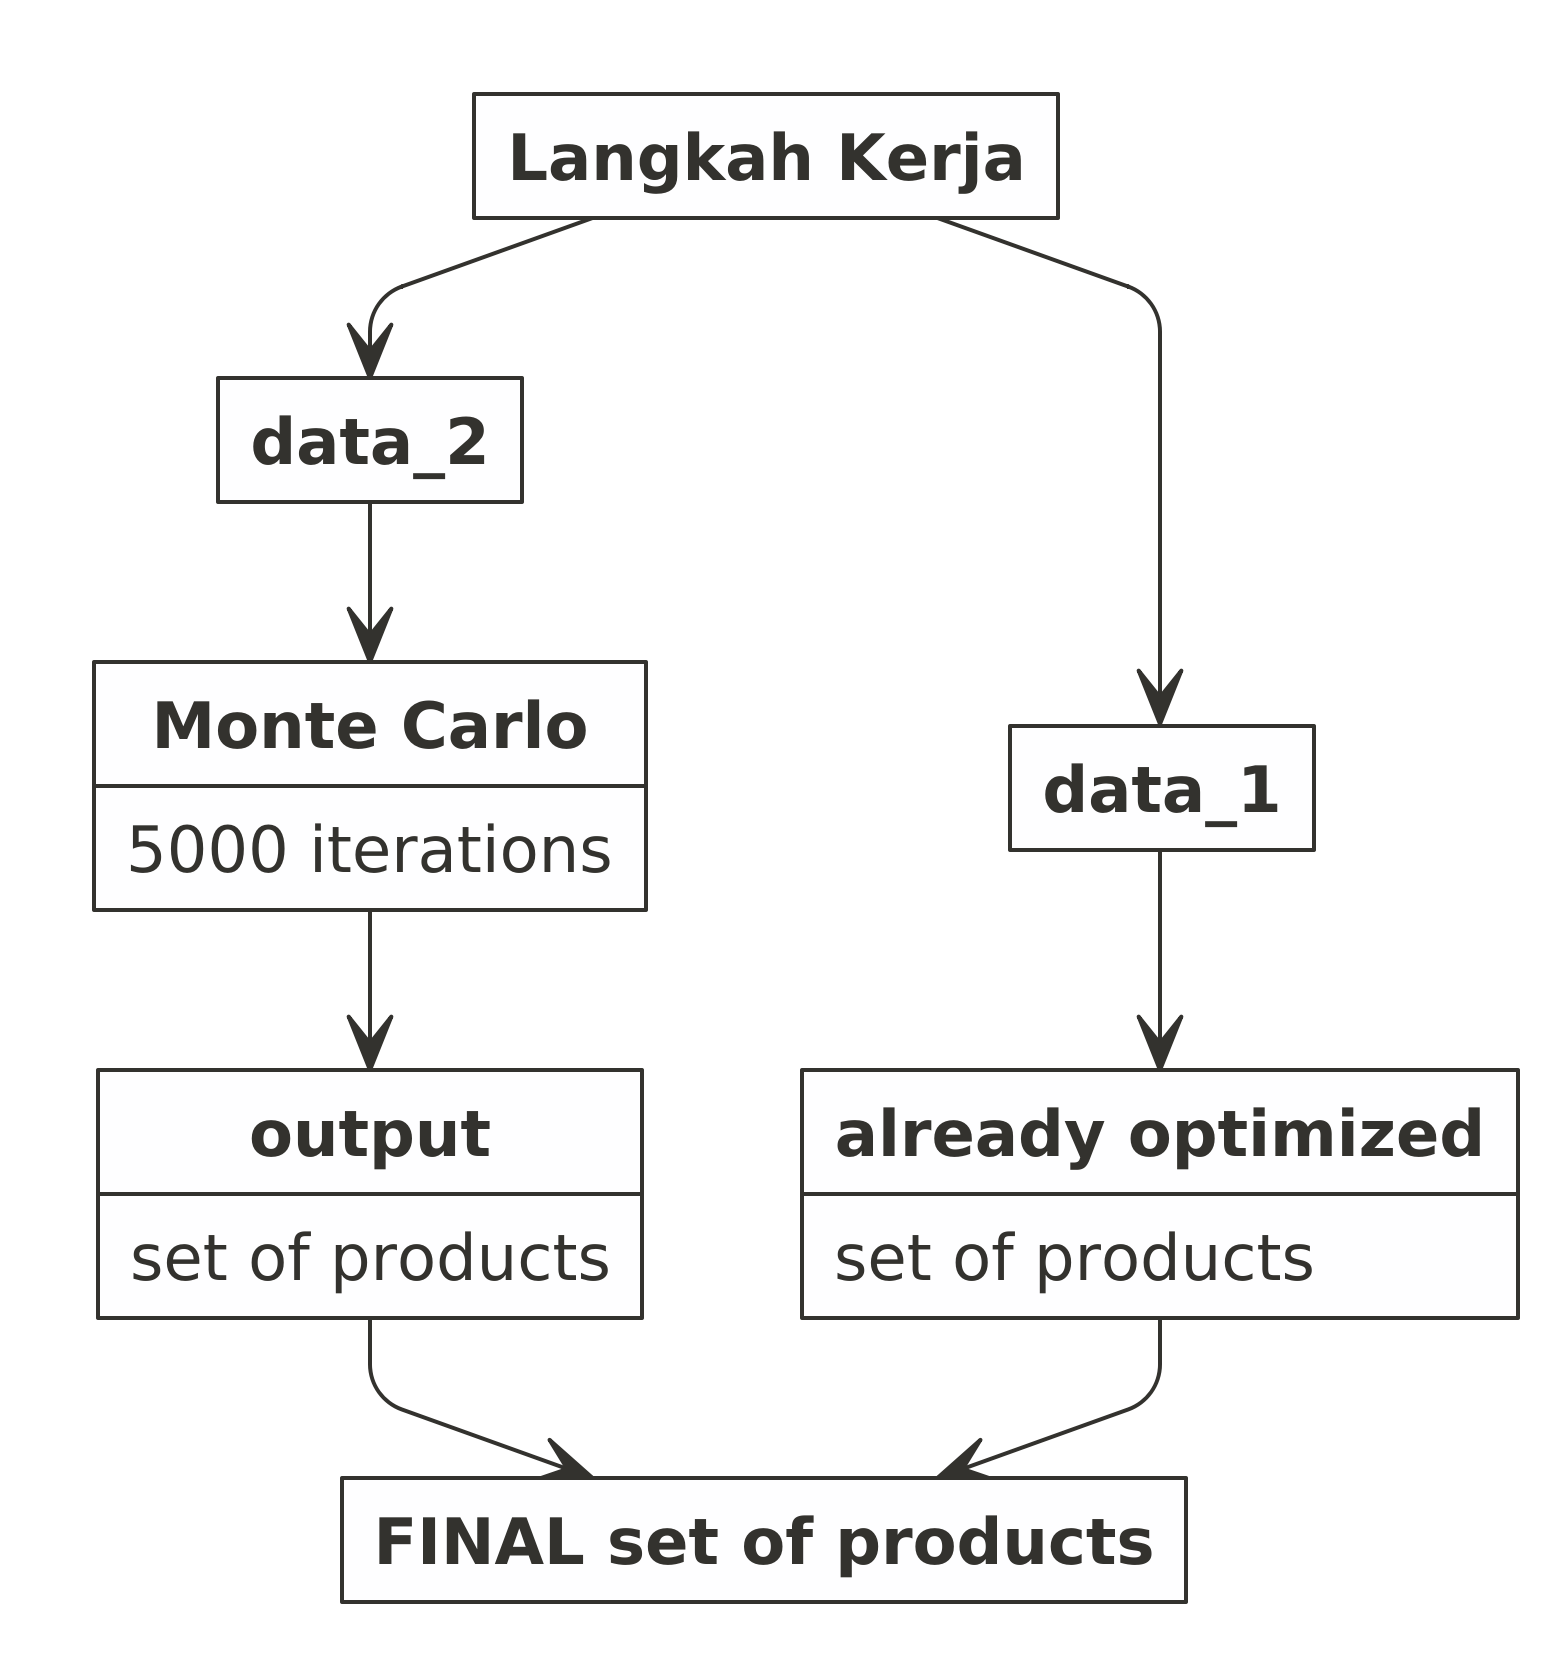 Langkah Kerja
data_2
Monte Carlo
5000 iterations
data_1
output
set of products
already optimized
set of products
FINAL set of products